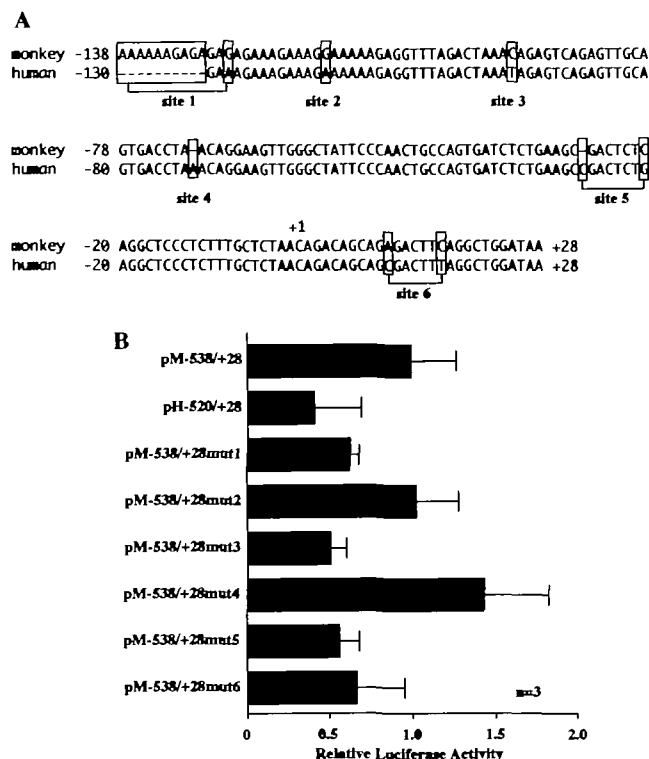 A
monkey -138 AAAAAAGAGAGAGAGAAAGAAAGGAAAAAGAGGTTTAGACTAAACAGAGTCAGAGTTGCA
human -130 ----------GAAAGAAAGAAAGAAAAAAGAGGTTTAGACTAAATAGAGTCAGAGTTGCA
site 1 site 2 site 3
monkey -78 GTGACCTA-ACAGGAAGTTGGGCTATTCCCAACTGCCAGTGATCTCTGAAGC-GACTCTC
human -80 GTGACCTAAACAGGAAGTTGGGCTATTCCCAACTGCCAGTGATCTCTGAAGCCGACTCTG
site 4 site 5
+1
monkey -20 AGGCTCCCTCTTTGCTCTAACAGACAGCAGAGACTTCAGGCTGGATAA +28
human -20 AGGCTCCCTCTTTGCTCTAACAGACAGCAGCGACTTTAGGCTGGATAA +28
site 6
B
pM-538/+28
pH-520/+28
pM-538/+28mut1
pM-538/+28mut2
pM-538/+28mut3
pM-538/+28mut4
pM-538/+28mut5
pM-538/+28mut6
n=3
0 0.5 1.0 1.5 2.0
Relative Luciferase Activity